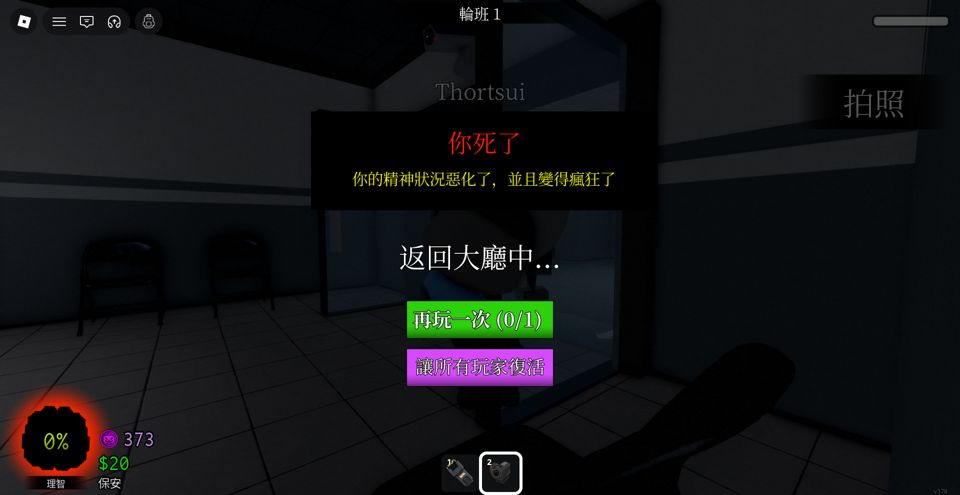 輪班 1
Thortsui
拍照
你死了
你的精神狀況惡化了，並且變得瘋狂了
返回大廳中...
再玩一次 (0/1)
讓所有玩家復活
0%
373
$20
理智
保安
1
2